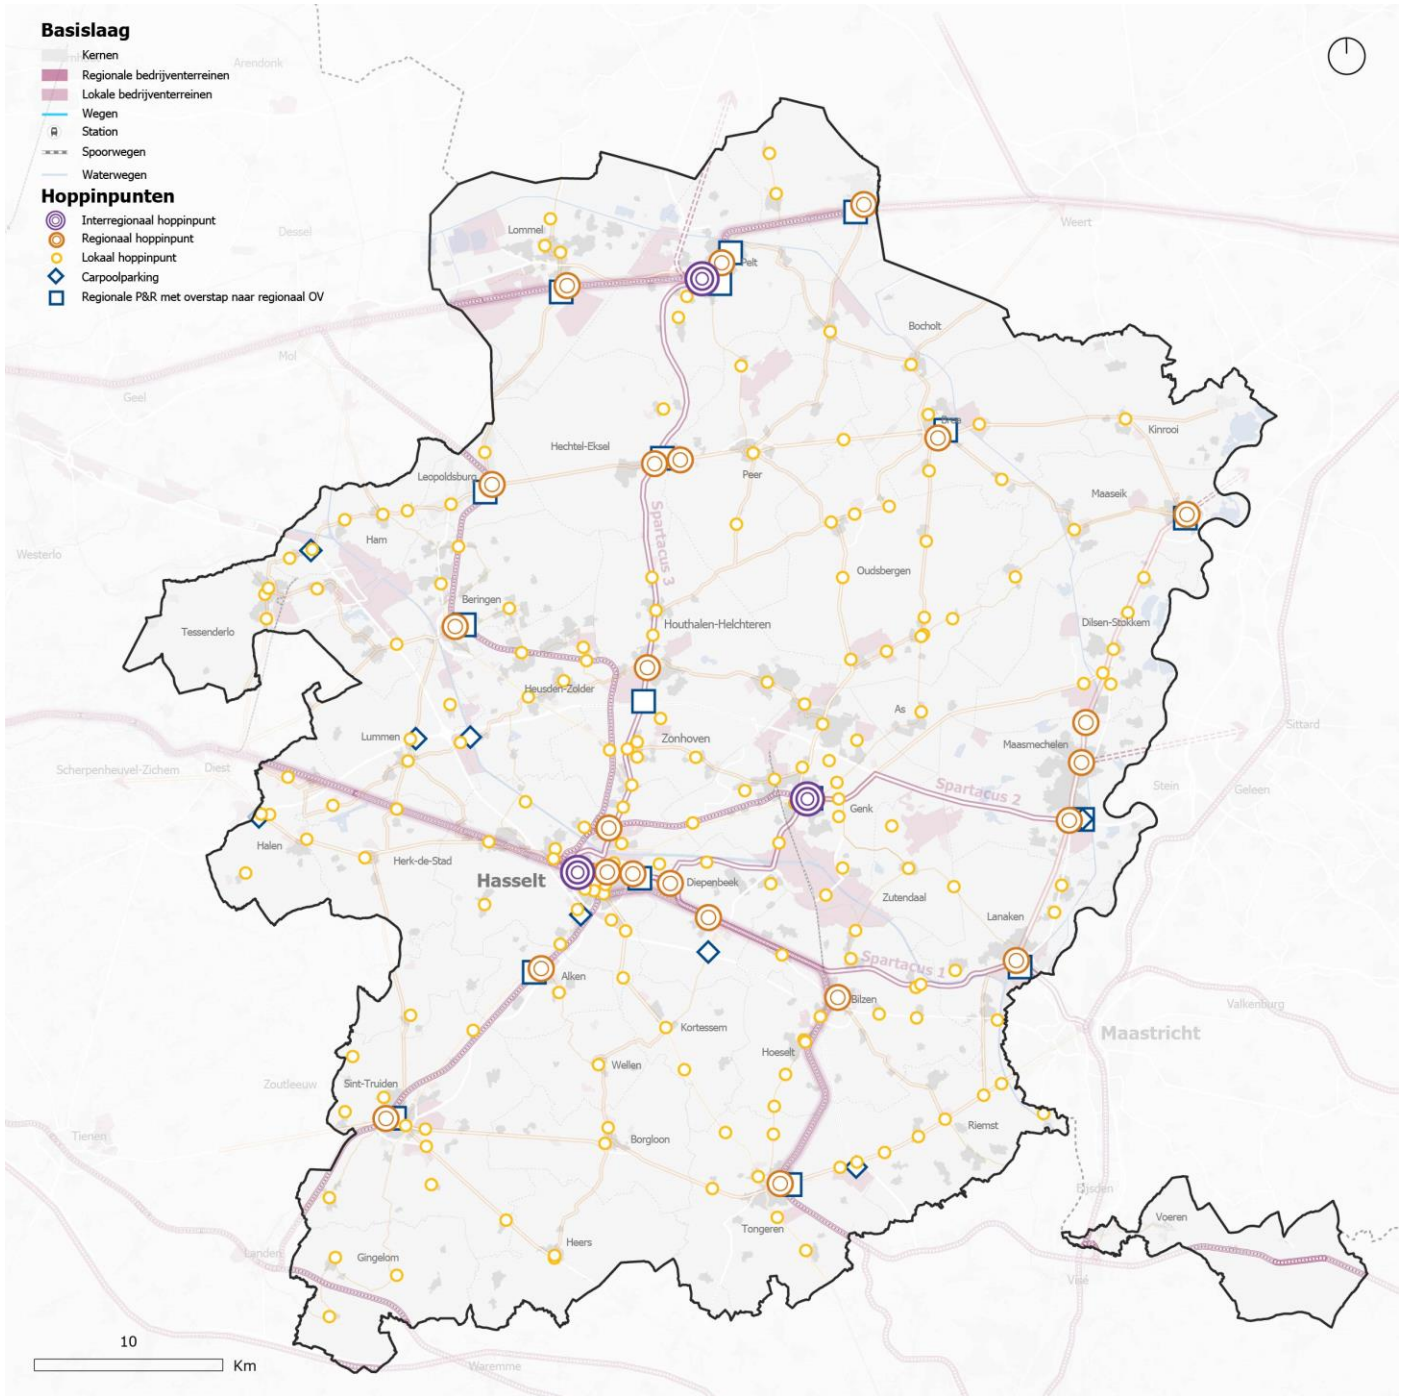 Basislaag
Kernen
Regionale bedrijventerreinen
Lokale bedrijventerreinen
Wegen
Station
Spoorwegen
Waterwegen
Hoppinpunten
Interregionaal hoppinpunt
Regionaal hoppinpunt
Lokaal hoppinpunt
Carpoolparking
Regionale P&R met overstap naar regionaal OV
Arendonk
Dessel
Lommel
Weert
Pelt
Mol
Bocholt
Geel
Bree
Kinrooi
Hechtel-Eksel
Peer
Leopoldsburg
Maaseik
Ham
Westerlo
Spartacus 3
Oudsbergen
Beringen
Tessenderlo
Houthalen-Helchteren
Dilsen-Stokkem
Heusden-Zolder
As
Sittard
Lummen
Zonhoven
Maasmechelen
Scherpenheuvel-Zichem
Diest
Stein
Geleen
Spartacus 2
Genk
Halen
Herk-de-Stad
Hasselt
Diepenbeek
Zutendaal
Lanaken
Spartacus 1
Alken
Bilzen
Valkenburg
Kortessem
Maastricht
Hoeselt
Wellen
Zoutleeuw
Sint-Truiden
Tienen
Borgloon
Riemst
Eijsden
Voeren
Tongeren
Heers
Landen
Gingelom
Visé
10
Km
Waremme